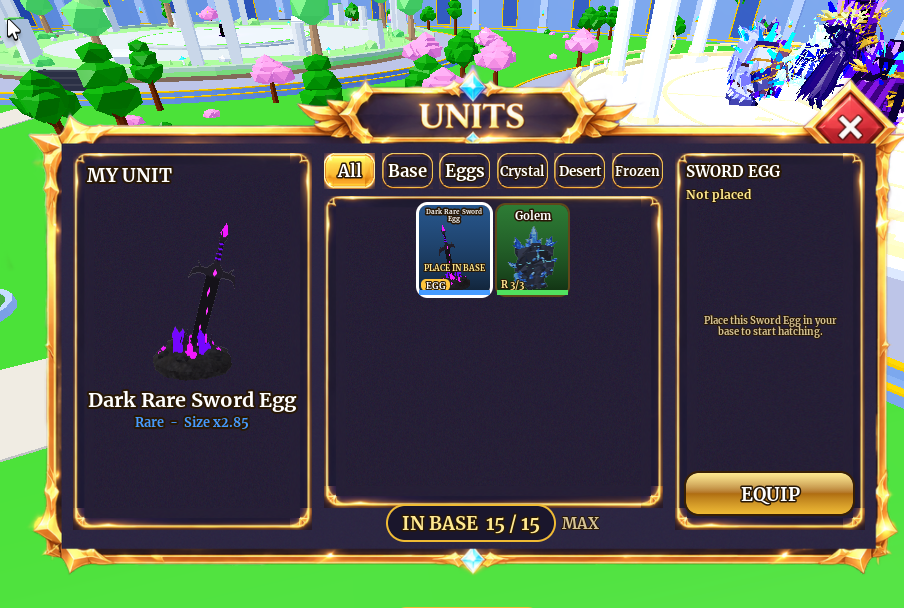 UNITS
MY UNIT
Dark Rare Sword Egg
Rare - Size x2.85
All
Base
Eggs
Crystal
Desert
Frozen
Dark Rare Sword
Egg
PLACE IN BASE
EGG
Golem
R 3/3
IN BASE 15 / 15
MAX
SWORD EGG
Not placed
Place this Sword Egg in your
base to start hatching.
EQUIP